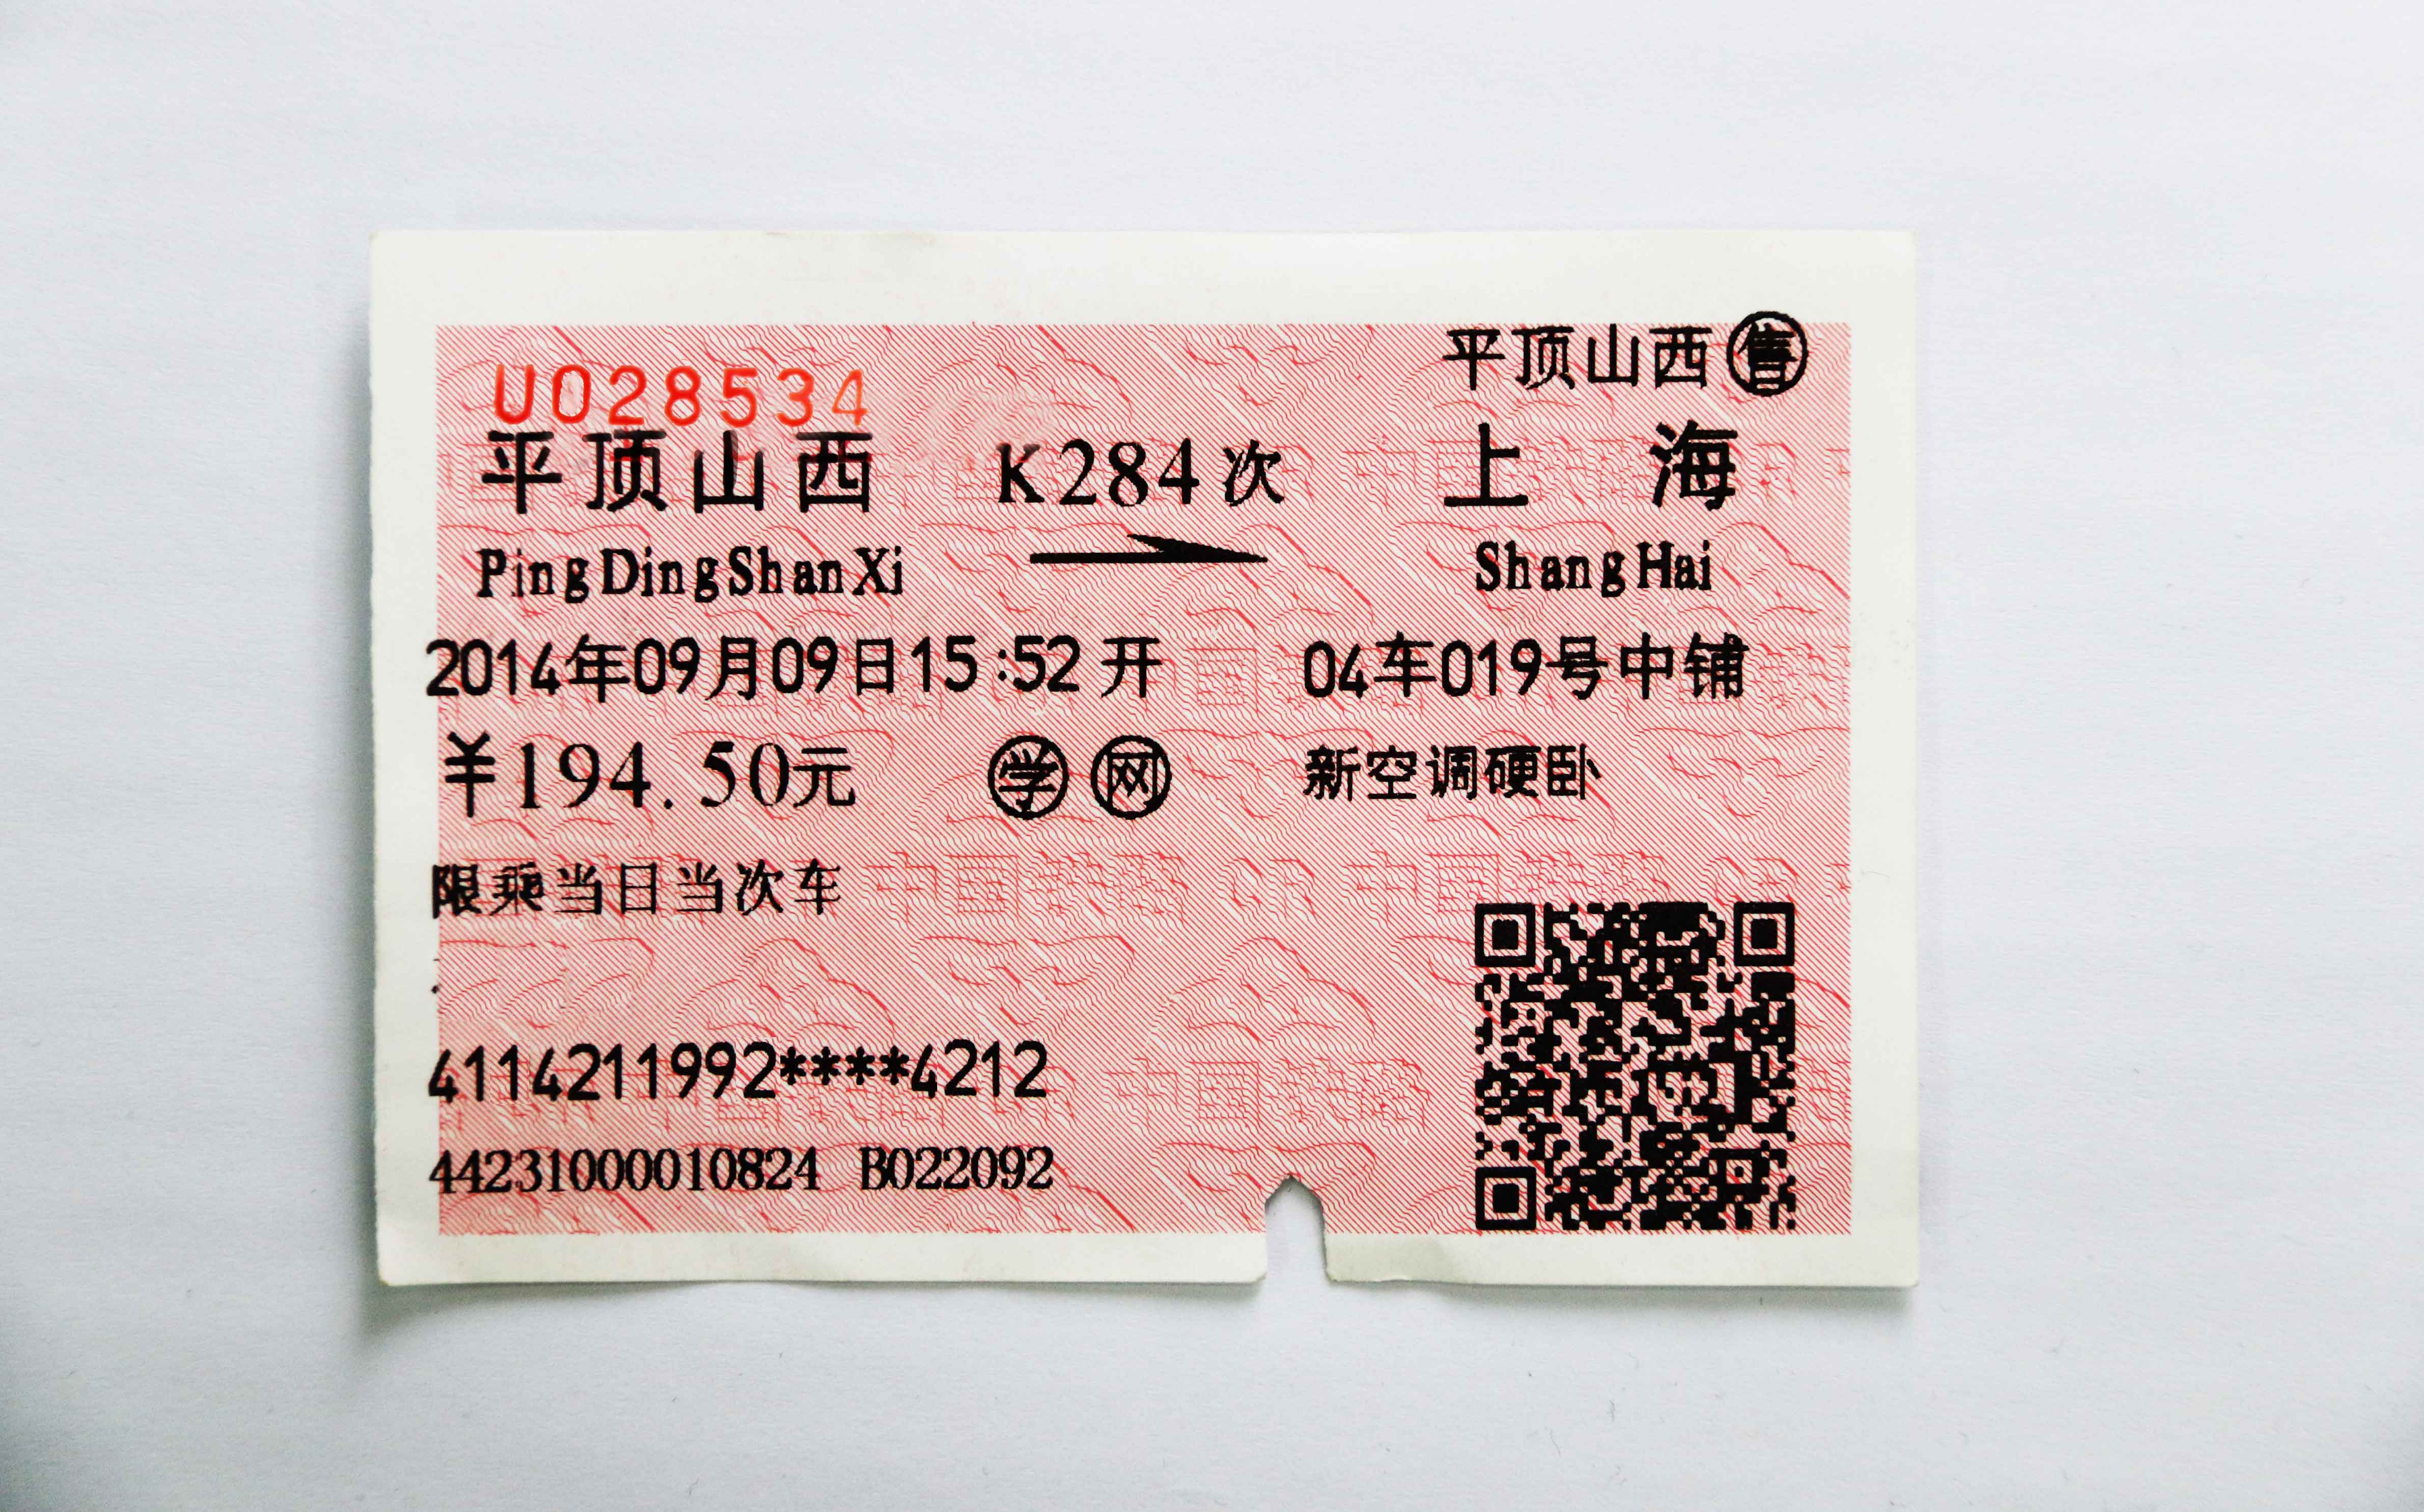 平顶山西售
U028534
平顶山西 K284次 上海
PingDingShanXi ShangHai
2014年09月09日15:52开 04车019号中铺
¥194.50元 学 网 新空调硬卧
限乘当日当次车
4114211992****4212
44231000010824 B022092